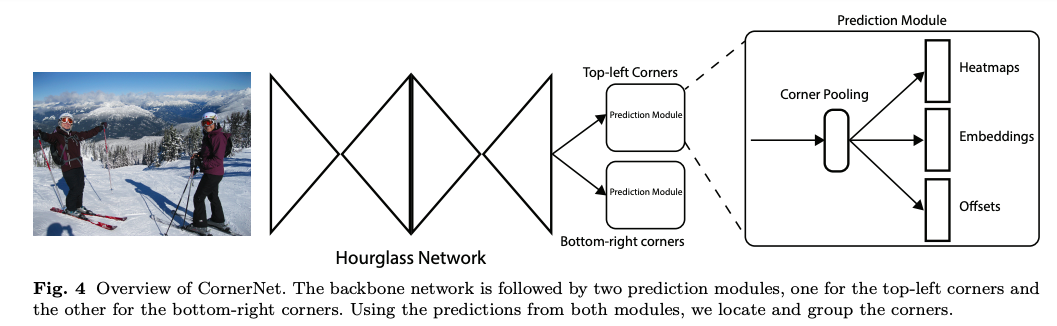 Prediction Module
Top-left Corners
Prediction Module
Prediction Module
Bottom-right corners
Corner Pooling
Heatmaps
Embeddings
Offsets
Hourglass Network
Fig. 4 Overview of CornerNet. The backbone network is followed by two prediction modules, one for the top-left corners and
the other for the bottom-right corners. Using the predictions from both modules, we locate and group the corners.